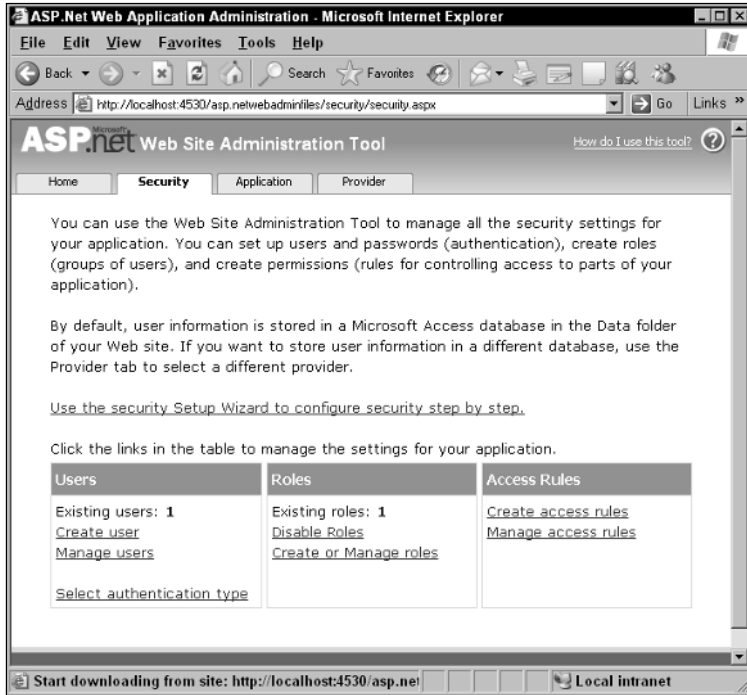 ASP.Net Web Application Administration - Microsoft Internet Explorer
File Edit View Favorites Tools Help
Back Search Favorites
Address http://localhost:4530/asp.netwebadminfiles/security/security.aspx Go Links »
Microsoft
ASP.net Web Site Administration Tool How do I use this tool? ?
Home Security Application Provider
You can use the Web Site Administration Tool to manage all the security settings for
your application. You can set up users and passwords (authentication), create roles
(groups of users), and create permissions (rules for controlling access to parts of your
application).
By default, user information is stored in a Microsoft Access database in the Data folder
of your Web site. If you want to store user information in a different database, use the
Provider tab to select a different provider.
Use the security Setup Wizard to configure security step by step.
Click the links in the table to manage the settings for your application.
Users Roles Access Rules
Existing users: 1 Existing roles: 1 Create access rules
Create user Disable Roles Manage access rules
Manage users Create or Manage roles
Select authentication type
Start downloading from site: http://localhost:4530/asp.net Local intranet